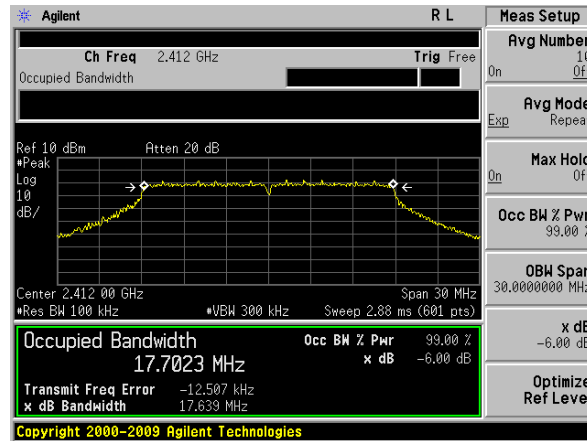 Agilent R L Meas Setup
Ch Freq 2.412 GHz Trig Free
Occupied Bandwidth
Avg Number
On
Avg Mode
Exp
Max Hold
On
Ref 10 dBm Atten 20 dB
#Peak
Log
10
dB/
Occ BW % Pwr
99.00 %
OBW Span
30.0000000 MHz
Center 2.412 00 GHz Span 30 MHz
#Res BW 100 kHz #VBW 300 kHz Sweep 2.88 ms (601 pts)
Occupied Bandwidth Occ BW % Pwr 99.00 %
17.7023 MHz x dB -6.00 dB
Transmit Freq Error -12.507 kHz
x dB Bandwidth 17.639 MHz
x dB
-6.00 dB
Optimize
Ref Level
Copyright 2000-2009 Agilent Technologies